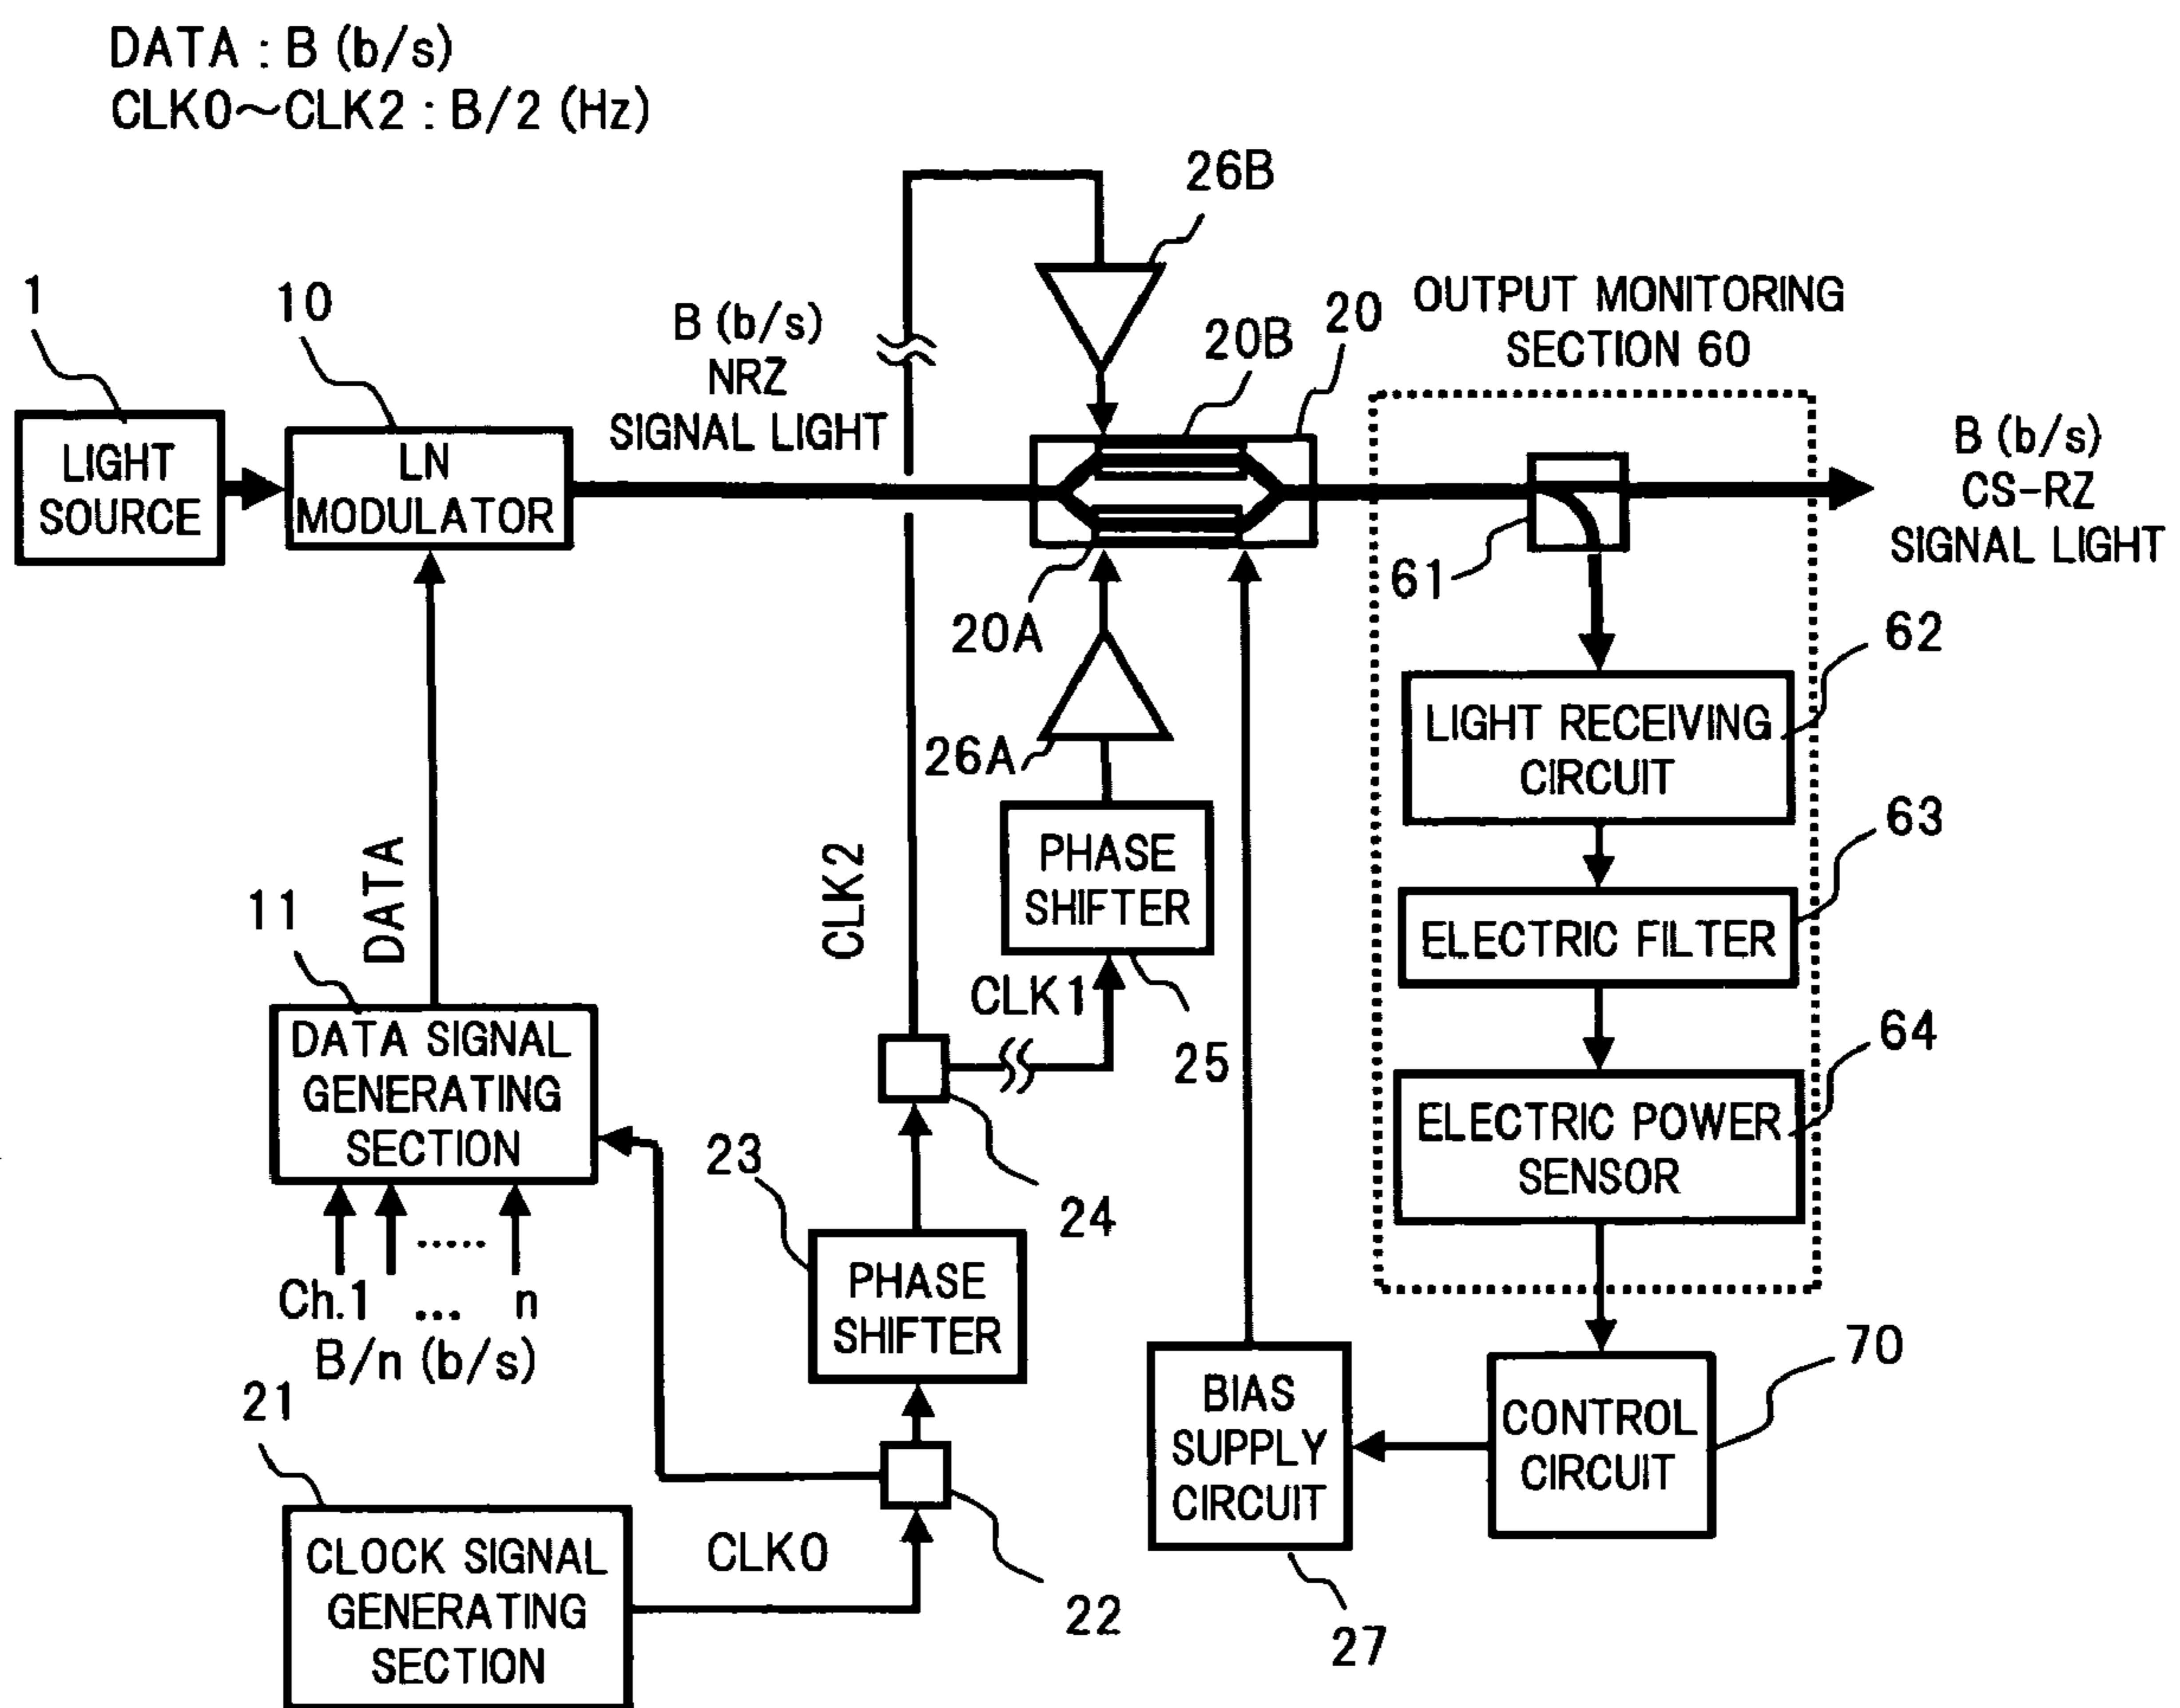 DATA : B (b/s)
CLK0~CLK2 : B/2 (Hz)
26B
1
10
B (b/s)
NRZ
SIGNAL LIGHT
20B
20
OUTPUT MONITORING
SECTION 60
LIGHT
SOURCE
LN
MODULATOR
B (b/s)
CS-RZ
SIGNAL LIGHT
61
20A
62
LIGHT RECEIVING
CIRCUIT
26A
63
PHASE
SHIFTER
DATA
CLK2
11
ELECTRIC FILTER
CLK1
25
64
DATA SIGNAL
GENERATING
SECTION
ELECTRIC POWER
SENSOR
23
24
PHASE
SHIFTER
Ch.1 ... n
B/n (b/s)
70
21
BIAS
SUPPLY
CIRCUIT
CONTROL
CIRCUIT
CLOCK SIGNAL
GENERATING
SECTION
CLK0
22
27